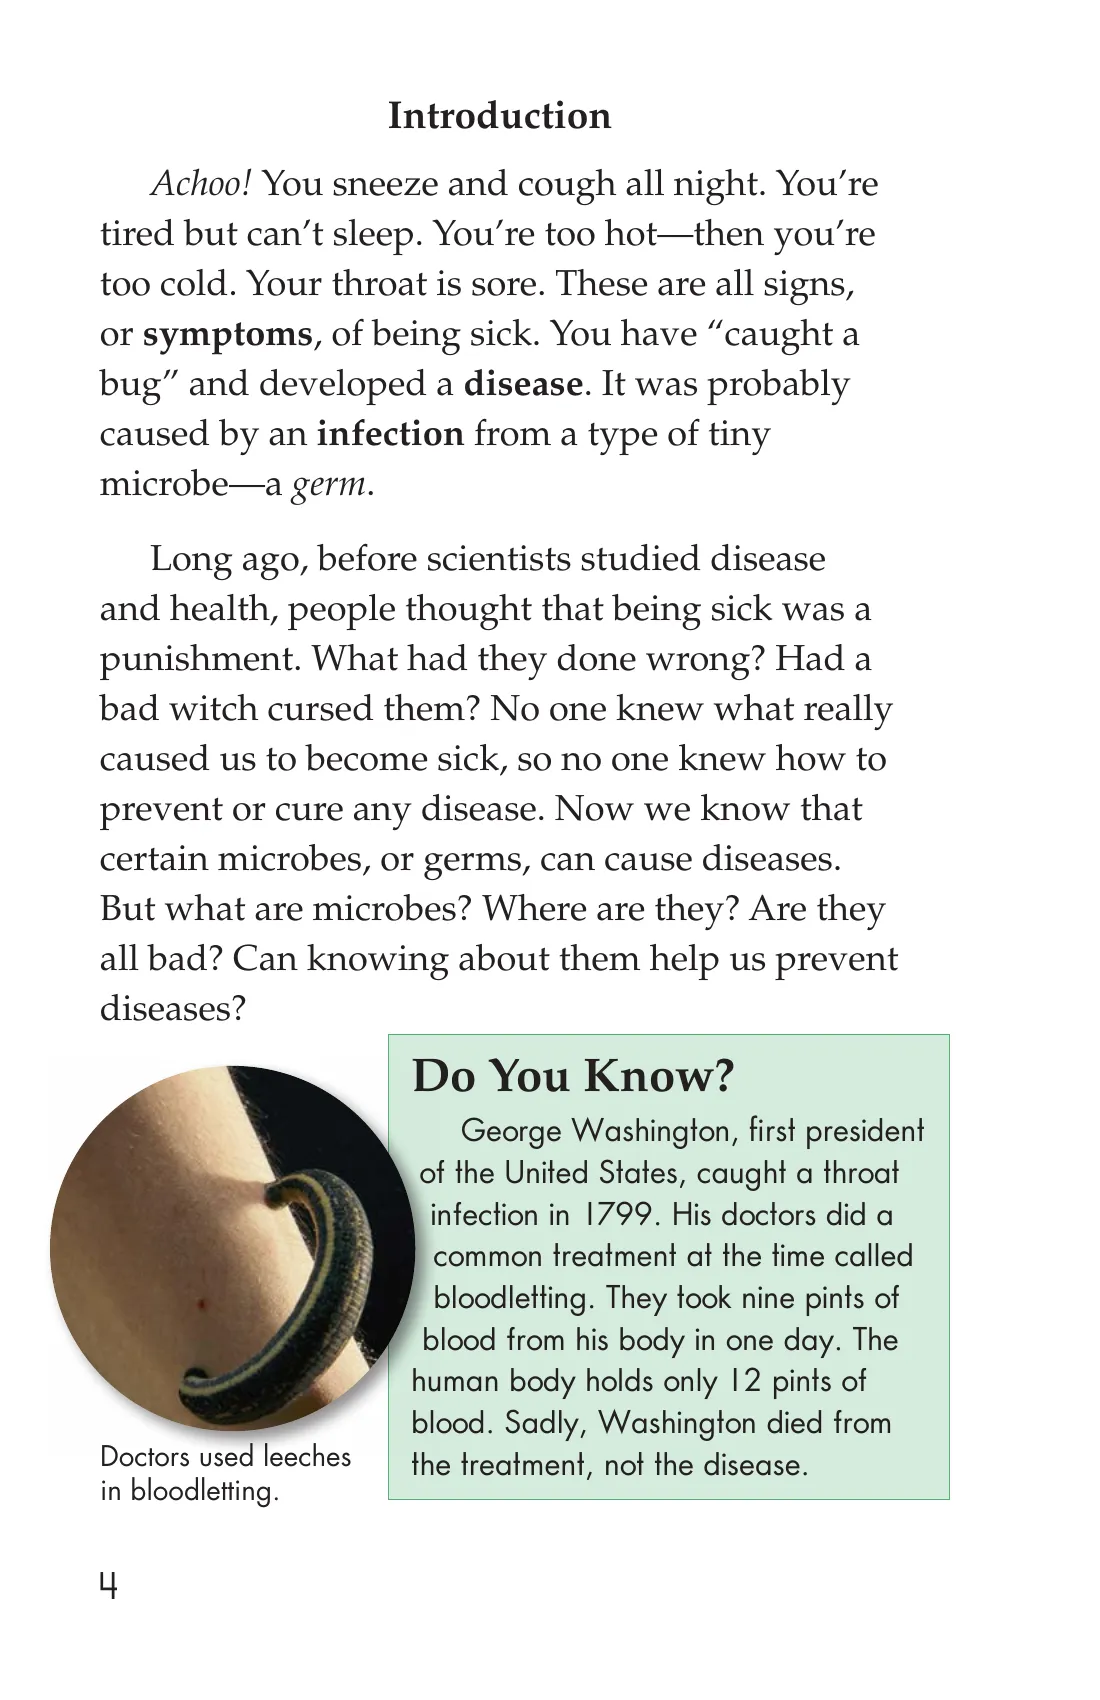 Introduction
Achoo! You sneeze and cough all night. You’re
tired but can’t sleep. You’re too hot—then you’re
too cold. Your throat is sore. These are all signs,
or symptoms, of being sick. You have “caught a
bug” and developed a disease. It was probably
caused by an infection from a type of tiny
microbe—a germ.
Long ago, before scientists studied disease
and health, people thought that being sick was a
punishment. What had they done wrong? Had a
bad witch cursed them? No one knew what really
caused us to become sick, so no one knew how to
prevent or cure any disease. Now we know that
certain microbes, or germs, can cause diseases.
But what are microbes? Where are they? Are they
all bad? Can knowing about them help us prevent
diseases?
Do You Know?
George Washington, first president
of the United States, caught a throat
infection in 1799. His doctors did a
common treatment at the time called
bloodletting. They took nine pints of
blood from his body in one day. The
human body holds only 12 pints of
blood. Sadly, Washington died from
the treatment, not the disease.
Doctors used leeches
in bloodletting.
4